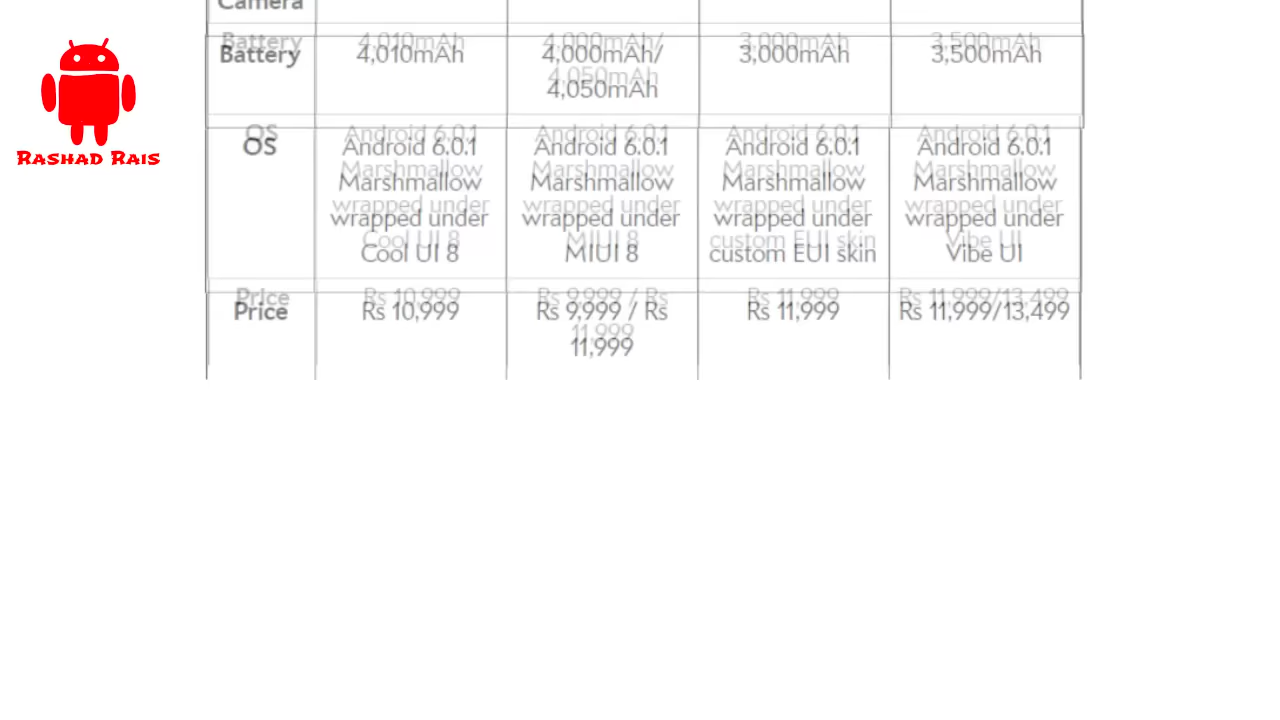 Camera
Battery 4,010mAh 4,000mAh/ 3,000mAh 3,500mAh
4,050mAh
OS Android 6.0.1 Android 6.0.1 Android 6.0.1 Android 6.0.1
Marshmallow Marshmallow Marshmallow Marshmallow
wrapped under wrapped under wrapped under wrapped under
Cool UI 8 MIUI 8 custom EUI skin Vibe UI
Price Rs 10,999 Rs 9,999 / Rs Rs 11,999 Rs 11,999/13,499
11,999
RASHAD RAIS